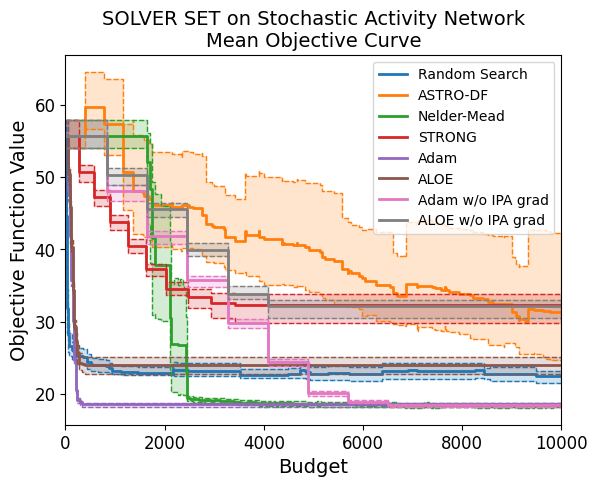 SOLVER SET on Stochastic Activity Network
Mean Objective Curve
Objective Function Value
60
50
40
30
20
Random Search
ASTRO-DF
Nelder-Mead
STRONG
Adam
ALOE
Adam w/o IPA grad
ALOE w/o IPA grad
0
2000
4000
6000
8000
10000
Budget